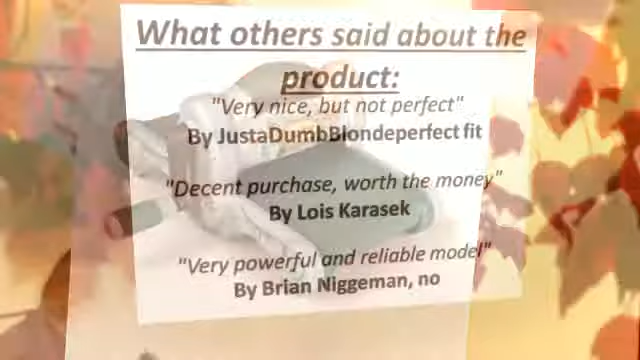 What others said about the
product:
"Very nice, but not perfect"
By JustaDumbBlondeperfect fit
"Decent purchase, worth the money"
By Lois Karasek
"Very powerful and reliable model"
By Brian Niggeman, no